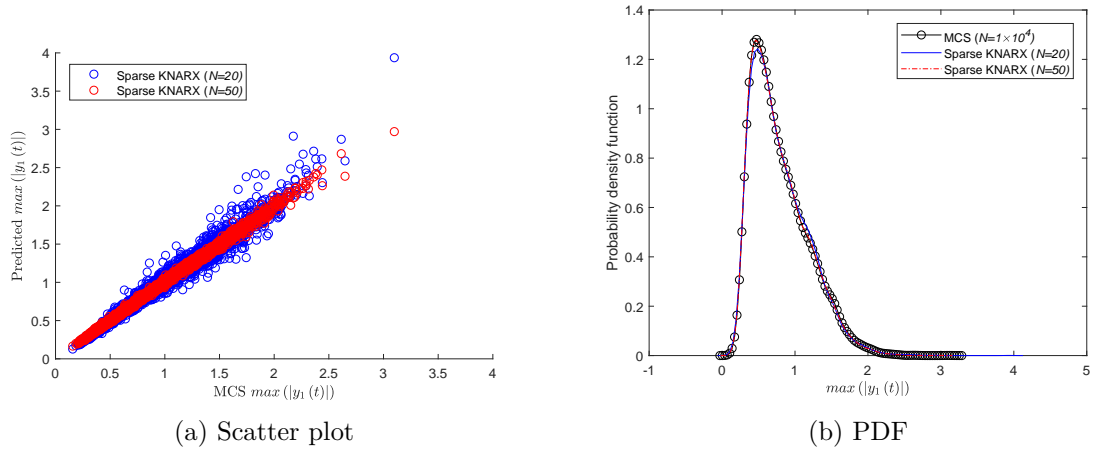 4
3.5
3
2.5
2
1.5
1
0.5
0
Predicted max (|y1 (t)|)
Sparse KNARX (N=20)
Sparse KNARX (N=50)
0 0.5 1 1.5 2 2.5 3 3.5 4
MCS max (|y1 (t)|)
(a) Scatter plot
1.4
1.2
1
0.8
0.6
0.4
0.2
0
Probability density function
MCS (N=1×10^4)
Sparse KNARX (N=20)
Sparse KNARX (N=50)
-1 0 1 2 3 4 5
max (|y1 (t)|)
(b) PDF